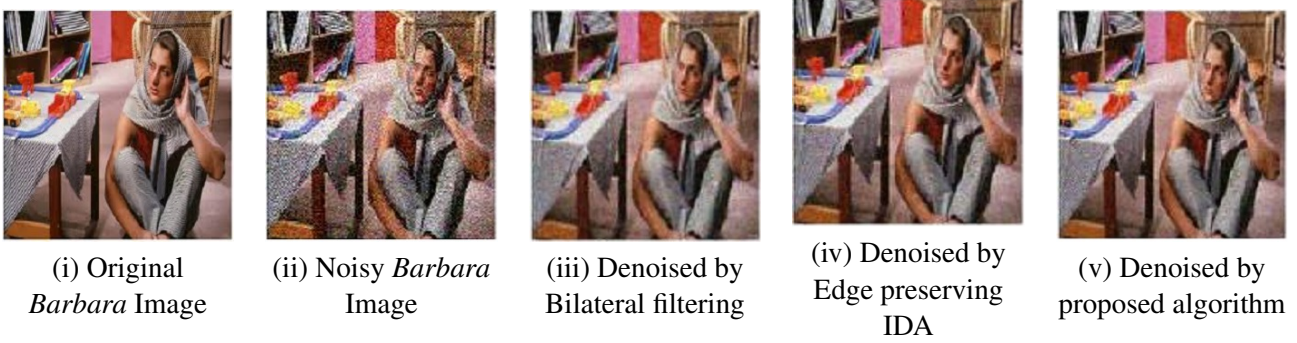 (i) Original
Barbara Image
(ii) Noisy Barbara
Image
(iii) Denoised by
Bilateral filtering
(iv) Denoised by
Edge preserving
IDA
(v) Denoised by
proposed algorithm